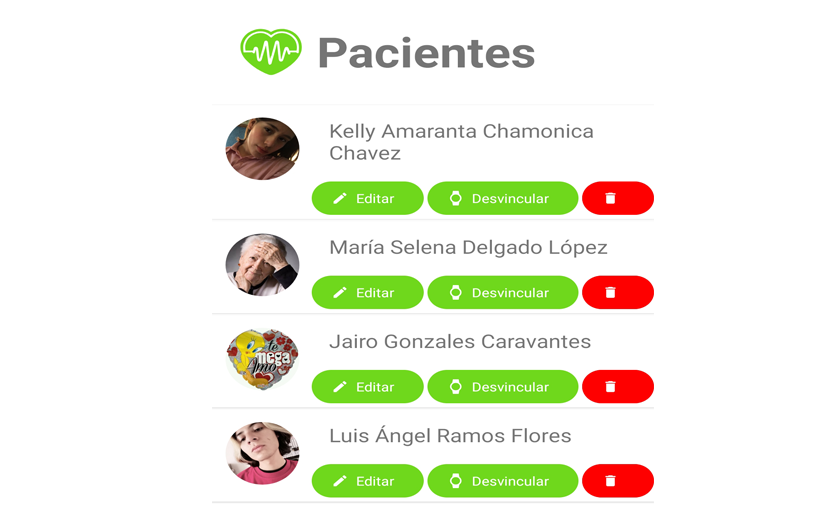 Pacientes
Kelly Amaranta Chamonica
Chavez
Editar Desvincular
María Selena Delgado López
Editar Desvincular
Jairo Gonzales Caravantes
te
mega
Amo
Editar Desvincular
Luis Ángel Ramos Flores
Editar Desvincular